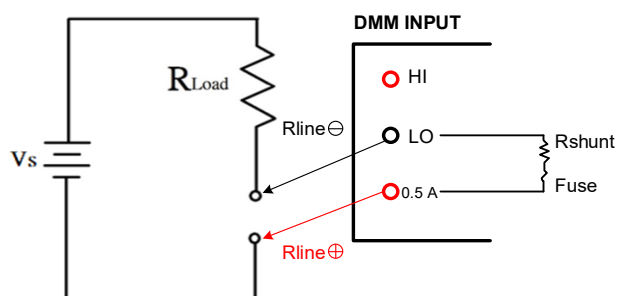 DMM INPUT
HI
RLoad
Rline⊖
LO
Rshunt
Vs
0.5 A
Fuse
Rline⊕